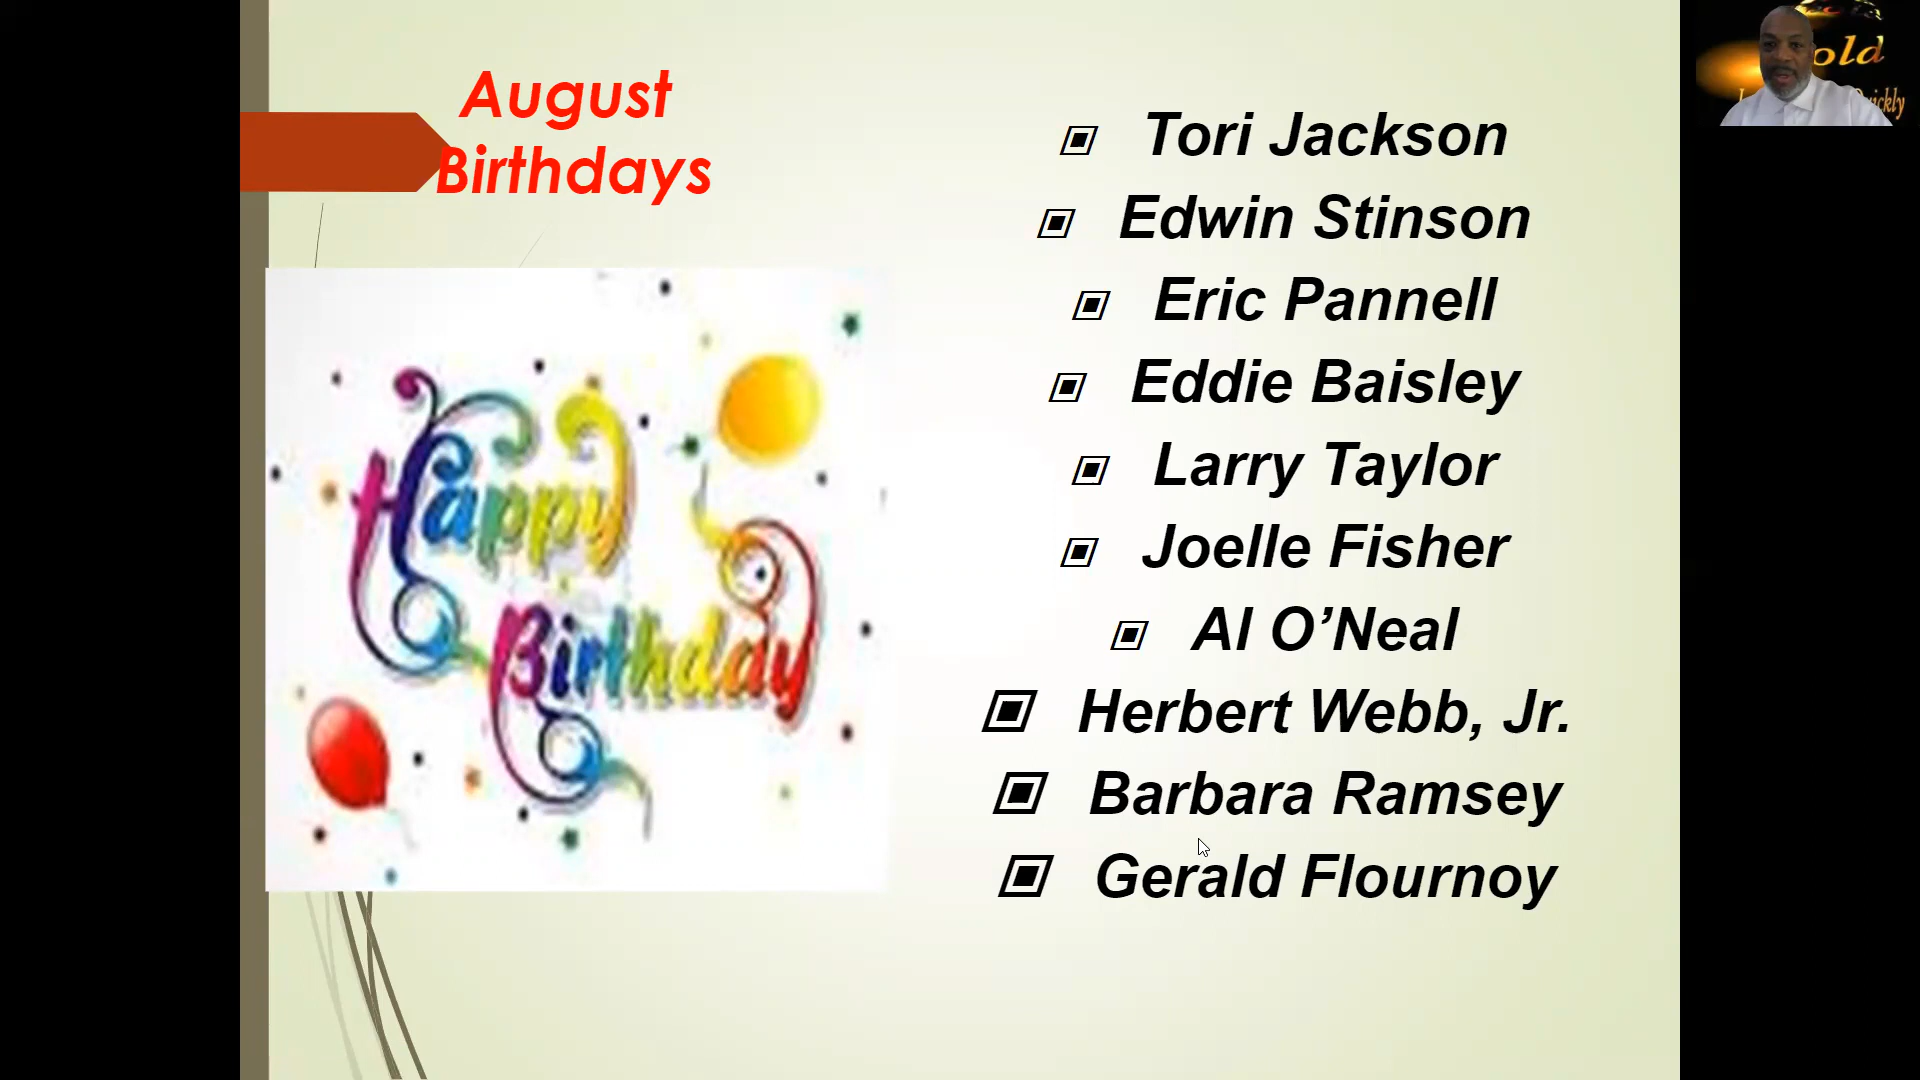 August
Birthdays
Happy
Birthday
Tori Jackson
Edwin Stinson
Eric Pannell
Eddie Baisley
Larry Taylor
Joelle Fisher
Al O’Neal
Herbert Webb, Jr.
Barbara Ramsey
Gerald Flournoy
old